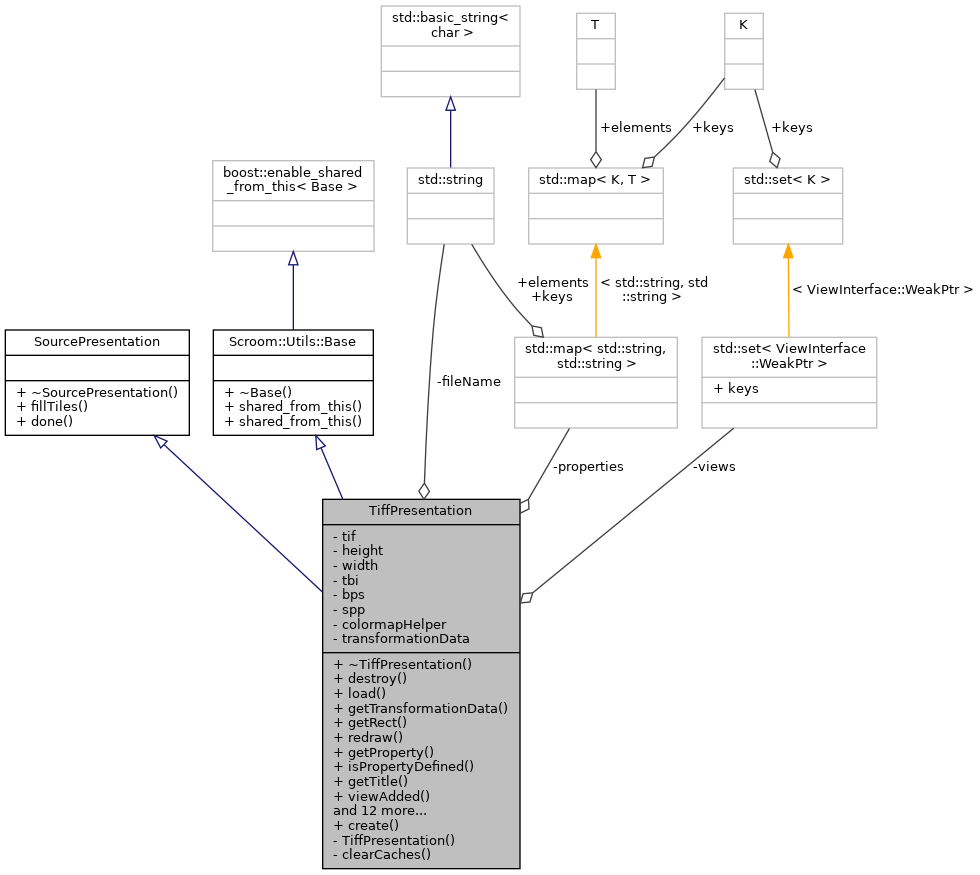 std::basic_string<
char >
T
K
+elements
+keys
+keys
boost::enable_shared
_from_this< Base >
std::string
std::map< K, T >
std::set< K >
+elements
+keys
< std::string, std
::string >
< ViewInterface::WeakPtr >
SourcePresentation
+ ~SourcePresentation()
+ fillTiles()
+ done()
Scroom::Utils::Base
+ ~Base()
+ shared_from_this()
+ shared_from_this()
-fileName
std::map< std::string,
std::string >
std::set< ViewInterface
::WeakPtr >
+ keys
-properties
-views
TiffPresentation
- tif
- height
- width
- tbi
- bps
- spp
- colormapHelper
- transformationData
+ ~TiffPresentation()
+ destroy()
+ load()
+ getTransformationData()
+ getRect()
+ redraw()
+ getProperty()
+ isPropertyDefined()
+ getTitle()
+ viewAdded()
and 12 more...
+ create()
- TiffPresentation()
- clearCaches()